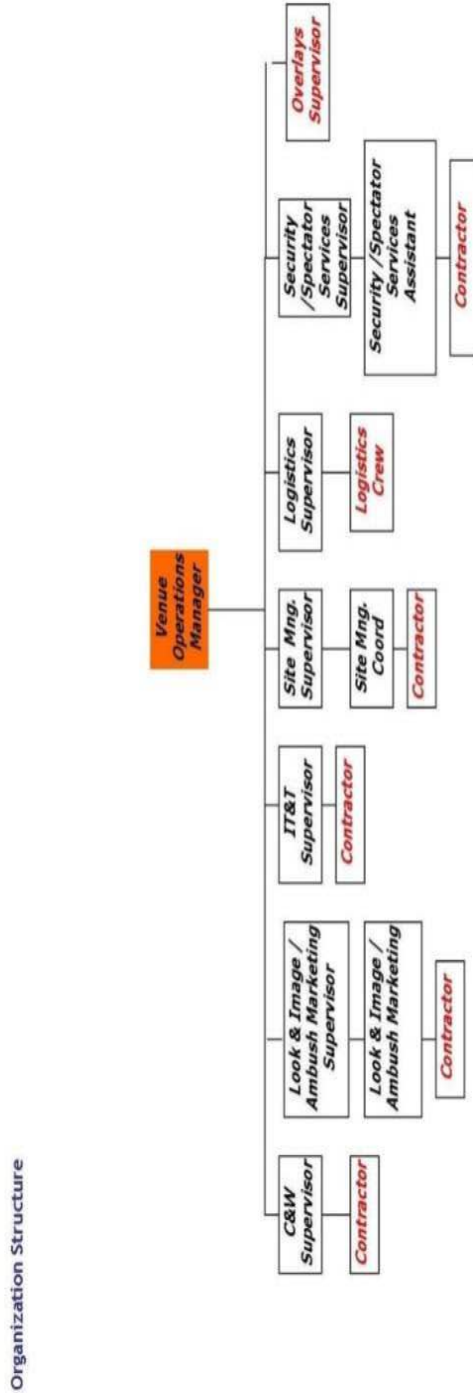 Organization Structure
Venue
Operations
Manager
C&W
Supervisor
Contractor
Look & Image /
Ambush Marketing
Supervisor
Look & Image /
Ambush Marketing
Contractor
IT&T
Supervisor
Contractor
Site Mng.
Supervisor
Site Mng.
Coord
Contractor
Logistics
Supervisor
Logistics
Crew
Security
/Spectator
Services
Supervisor
Security /Spectator
Services
Assistant
Contractor
Overlays
Supervisor